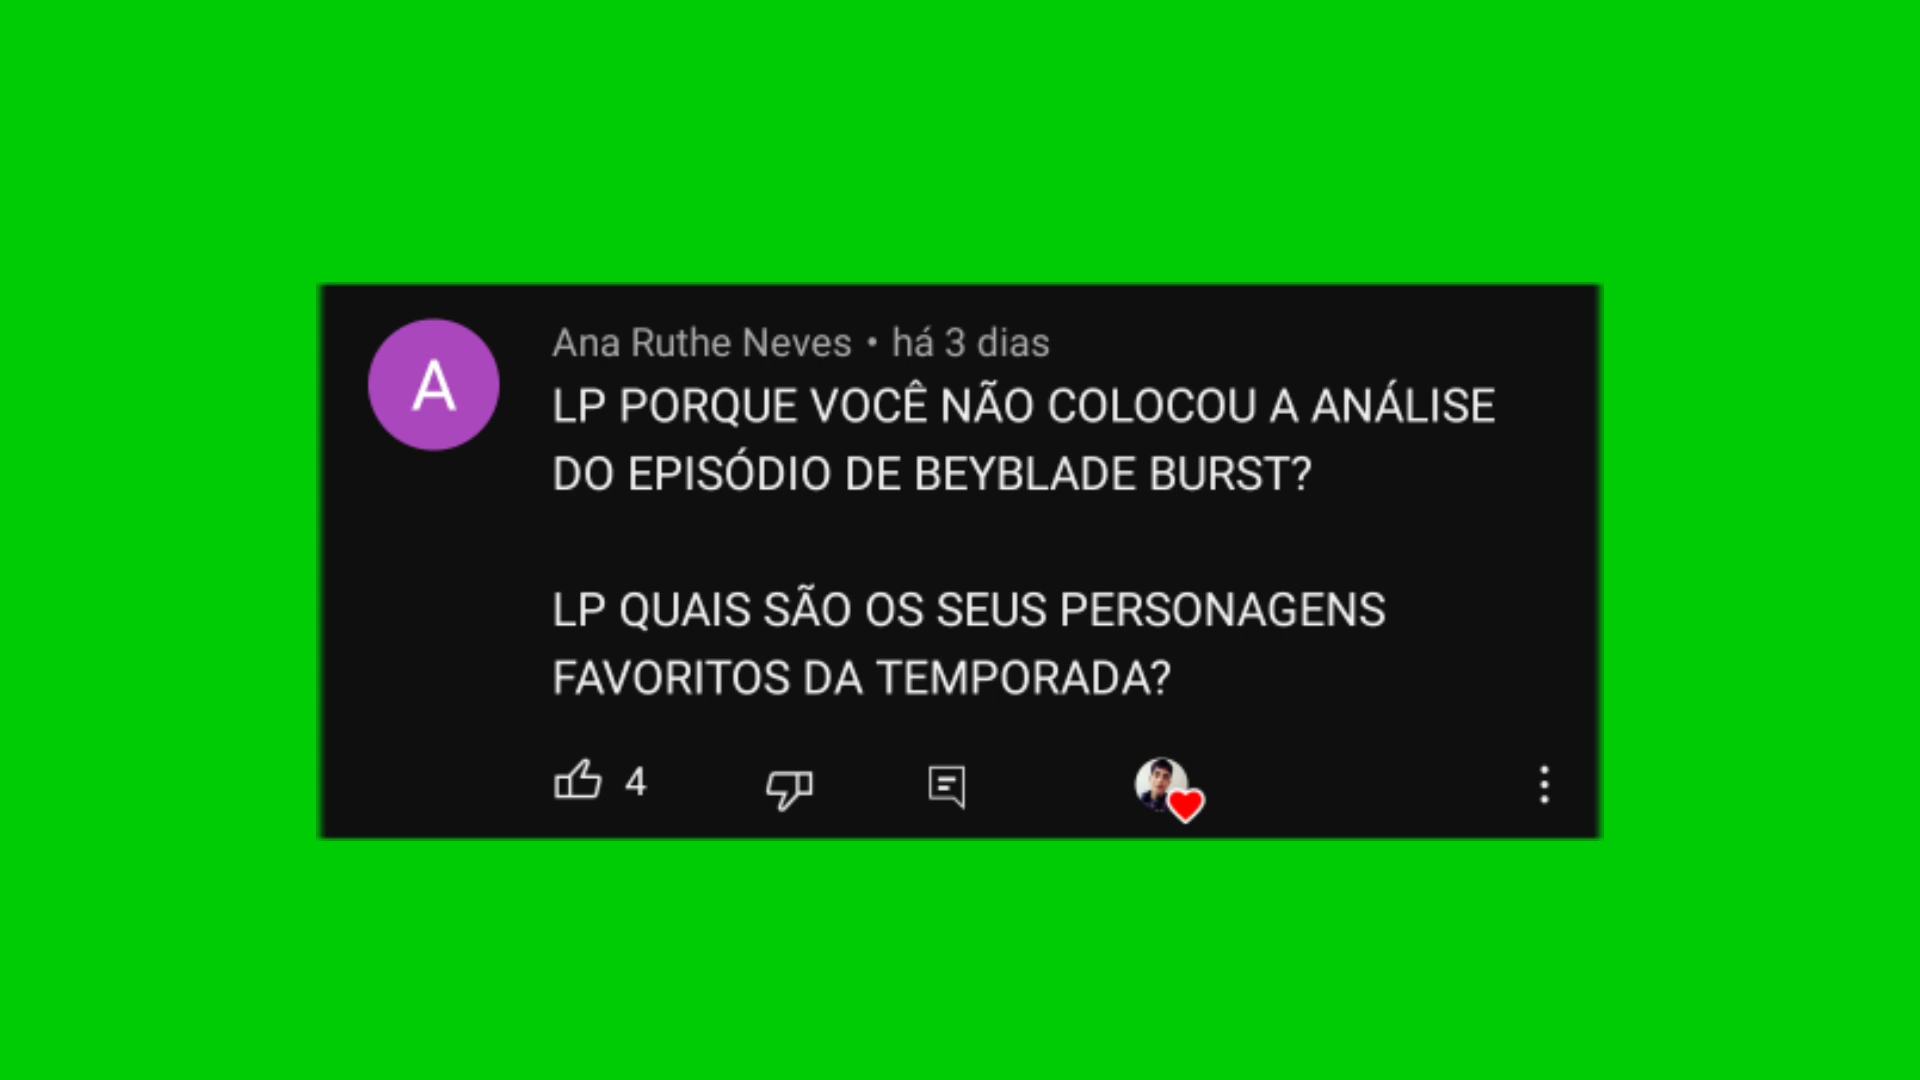 A
Ana Ruthe Neves • há 3 dias
LP PORQUE VOCÊ NÃO COLOCOU A ANÁLISE
DO EPISÓDIO DE BEYBLADE BURST?
LP QUAIS SÃO OS SEUS PERSONAGENS
FAVORITOS DA TEMPORADA?
4